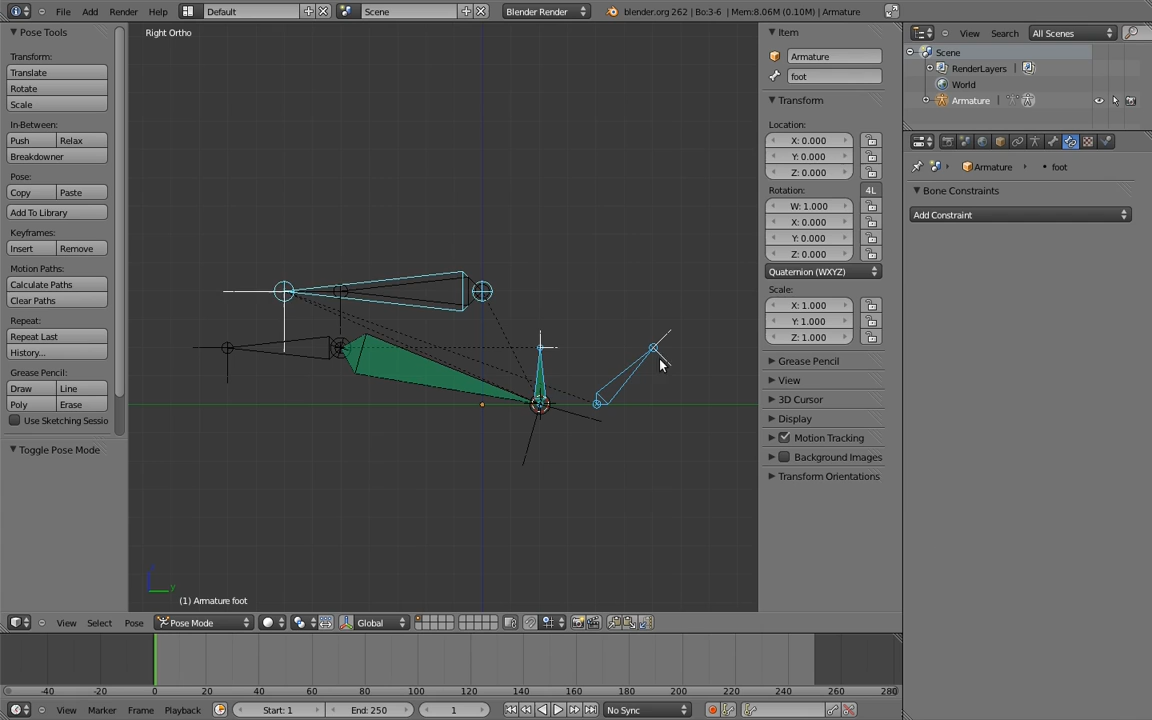 File Add Render Help Default Scene Blender Render blender.org 262 | Bo:3-6 | Mem:8.06M (0.10M) | Armature
Pose Tools
Transform:
Translate
Rotate
Scale
In-Between:
Push Relax
Breakdowner
Pose:
Copy Paste
Add To Library
Keyframes:
Insert Remove
Motion Paths:
Calculate Paths
Clear Paths
Repeat:
Repeat Last
History...
Grease Pencil:
Draw Line
Poly Erase
Use Sketching Sessio
Toggle Pose Mode
Right Ortho
z
y
(1) Armature foot
Item
Armature
foot
Transform
Location:
X: 0.000
Y: 0.000
Z: 0.000
Rotation: 4L
W: 1.000
X: 0.000
Y: 0.000
Z: 0.000
Quaternion (WXYZ)
Scale:
X: 1.000
Y: 1.000
Z: 1.000
Grease Pencil
View
3D Cursor
Display
Motion Tracking
Background Images
Transform Orientations
View Search All Scenes
Scene
RenderLayers |
World
Armature |
Armature foot
Bone Constraints
Add Constraint
View Select Pose Pose Mode Global
-40 -20 0 20 40 60 80 100 120 140 160 180 200 220 240 260 280
View Marker Frame Playback Start: 1 End: 250 1 No Sync